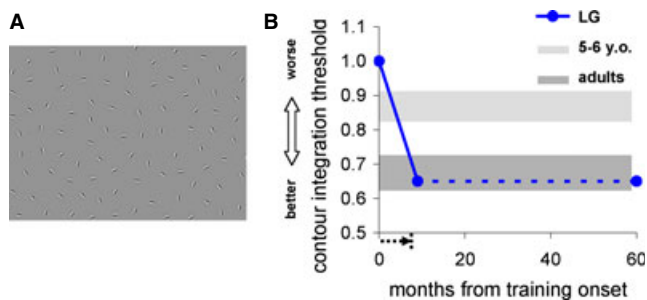 A
B
LG
5-6 y.o.
adults
worse
better
contour integration threshold
1.1
1.0
0.9
0.8
0.7
0.6
0.5
0
20
40
60
months from training onset